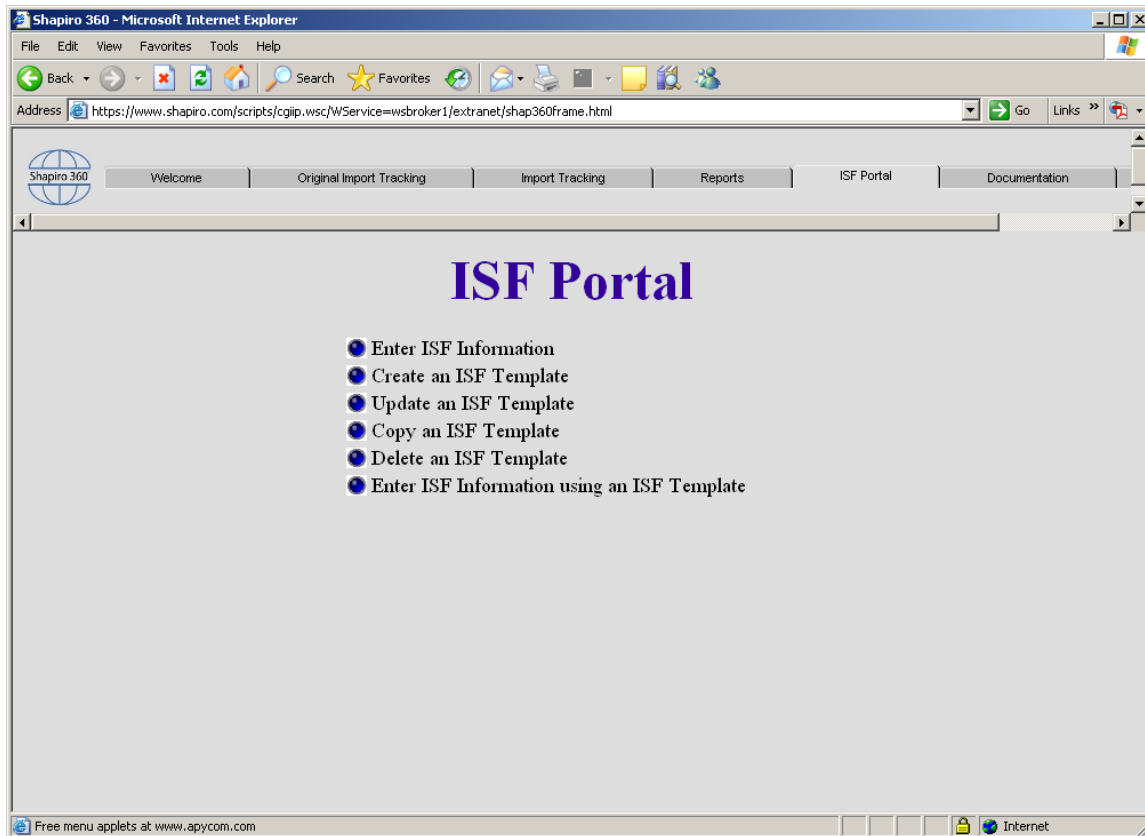 Shapiro 360 - Microsoft Internet Explorer
File Edit View Favorites Tools Help
Back Search Favorites
Address https://www.shapiro.com/scripts/cgiip.wsc/WService=wsbroker1/extranet/shap360frame.html Go Links »
Shapiro 360 Welcome Original Import Tracking Import Tracking Reports ISF Portal Documentation
ISF Portal
Enter ISF Information
Create an ISF Template
Update an ISF Template
Copy an ISF Template
Delete an ISF Template
Enter ISF Information using an ISF Template
Free menu applets at www.apycom.com Internet